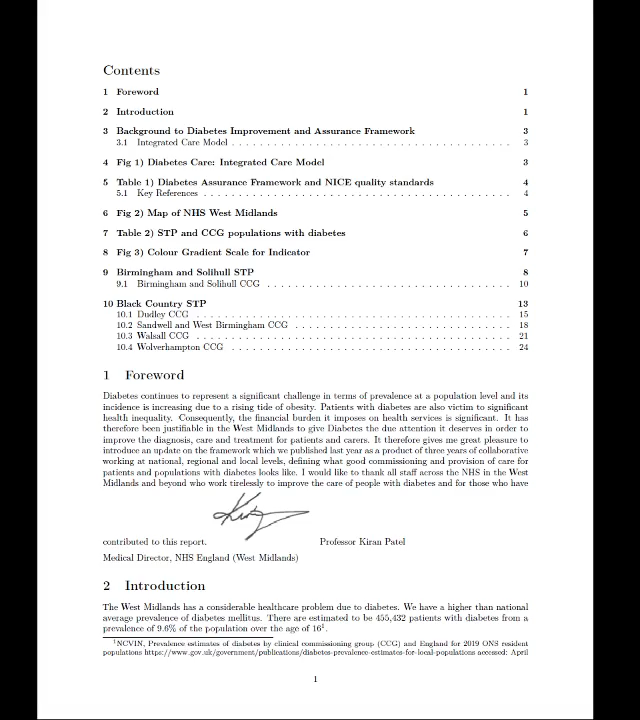 Contents
1 Foreword 1
2 Introduction 1
3 Background to Diabetes Improvement and Assurance Framework 3
3.1 Integrated Care Model . . . . . . . . . . . . . . . . . . . . . . . . . . . . . . 3
4 Fig 1) Diabetes Care: Integrated Care Model 3
5 Table 1) Diabetes Assurance Framework and NICE quality standards 4
5.1 Key References . . . . . . . . . . . . . . . . . . . . . . . . . . . . . . 4
6 Fig 2) Map of NHS West Midlands 5
7 Table 2) STP and CCG populations with diabetes 6
8 Fig 3) Colour Gradient Scale for Indicator 7
9 Birmingham and Solihull STP 8
9.1 Birmingham and Solihull CCG . . . . . . . . . . . . . . . . . . . . . . . . . . . . . . 10
10 Black Country STP 13
10.1 Dudley CCG . . . . . . . . . . . . . . . . . . . . . . . . . . . . . . 15
10.2 Sandwell and West Birmingham CCG . . . . . . . . . . . . . . . . . . . . . . . . . . . . . . 18
10.3 Walsall CCG . . . . . . . . . . . . . . . . . . . . . . . . . . . . . . 21
10.4 Wolverhampton CCG . . . . . . . . . . . . . . . . . . . . . . . . . . . . . . 24
1 Foreword
Diabetes continues to represent a significant challenge in terms of prevalence at a population level and its
incidence is increasing due to a rising tide of obesity. Patients with diabetes are also victim to significant
health inequality. Consequently, the financial burden it imposes on health services is significant. It has
therefore been justifiable in the West Midlands to give Diabetes the due attention it deserves in order to
improve the diagnosis, care and treatment for patients and carers. It therefore gives me great pleasure to
introduce an update on the framework which we published last year as a product of three years of collaborative
working at national, regional and local levels, defining what good commissioning and provision of care for
patients and populations with diabetes looks like. I would like to thank all staff across the NHS in the West
Midlands and beyond who work tirelessly to improve the care of people with diabetes and for those who have
contributed to this report. Professor Kiran Patel
Medical Director, NHS England (West Midlands)
2 Introduction
The West Midlands has a considerable healthcare problem due to diabetes. We have a higher than national
average prevalence of diabetes mellitus. There are estimated to be 455,432 patients with diabetes from a
prevalence of 9.6% of the population over the age of 16¹.
¹NCVIN, Prevalence estimates of diabetes by clinical commissioning group (CCG) and England for 2019 ONS resident
populations https://www.gov.uk/government/publications/diabetes-prevalence-estimates-for-local-populations accessed: April
1